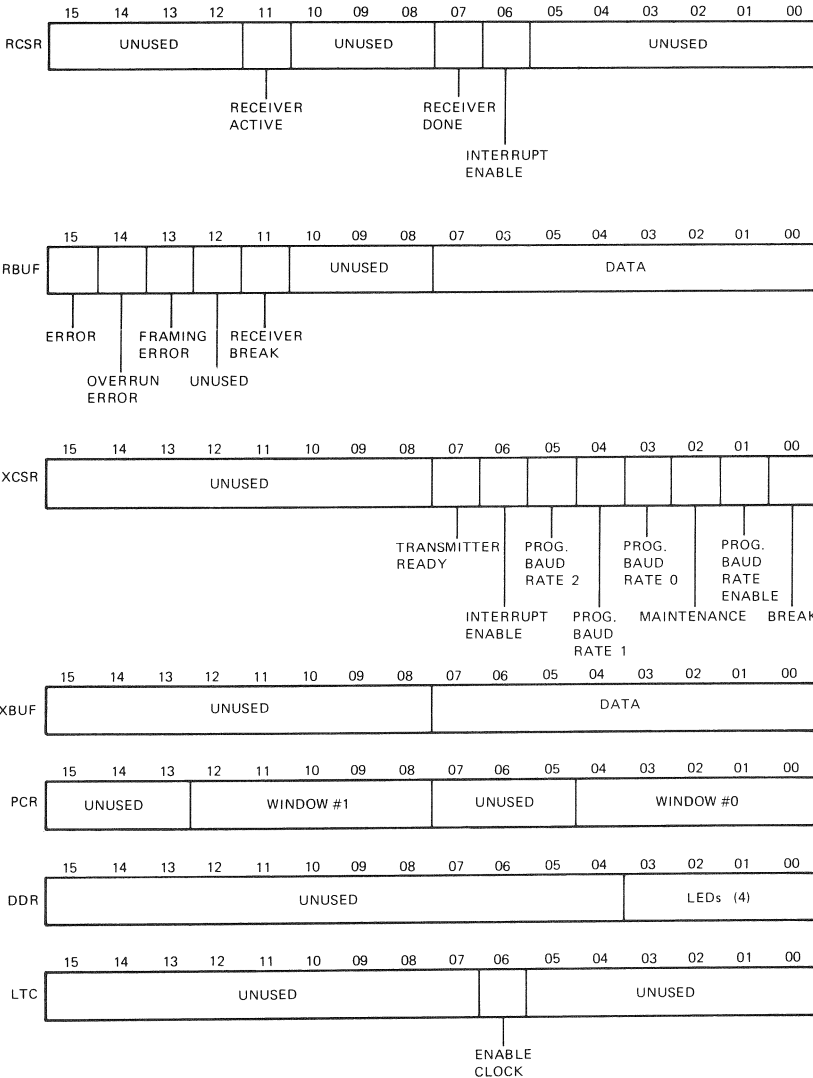 15 14 13 12 11 10 09 08 07 06 05 04 03 02 01 00
RCSR UNUSED UNUSED UNUSED
RECEIVER
ACTIVE
RECEIVER
DONE
INTERRUPT
ENABLE
15 14 13 12 11 10 09 08 07 06 05 04 03 02 01 00
RBUF UNUSED DATA
ERROR
FRAMING
ERROR
RECEIVER
BREAK
OVERRUN
ERROR
UNUSED
15 14 13 12 11 10 09 08 07 06 05 04 03 02 01 00
XCSR UNUSED
TRANSMITTER
READY
PROG.
BAUD
RATE 2
PROG.
BAUD
RATE 0
PROG.
BAUD
RATE
ENABLE
INTERRUPT
ENABLE
PROG.
BAUD
RATE 1
MAINTENANCE
BREAK
15 14 13 12 11 10 09 08 07 06 05 04 03 02 01 00
XBUF UNUSED DATA
15 14 13 12 11 10 09 08 07 06 05 04 03 02 01 00
PCR UNUSED WINDOW #1 UNUSED WINDOW #0
15 14 13 12 11 10 09 08 07 06 05 04 03 02 01 00
DDR UNUSED LEDs (4)
15 14 13 12 11 10 09 08 07 06 05 04 03 02 01 00
LTC UNUSED UNUSED
ENABLE
CLOCK